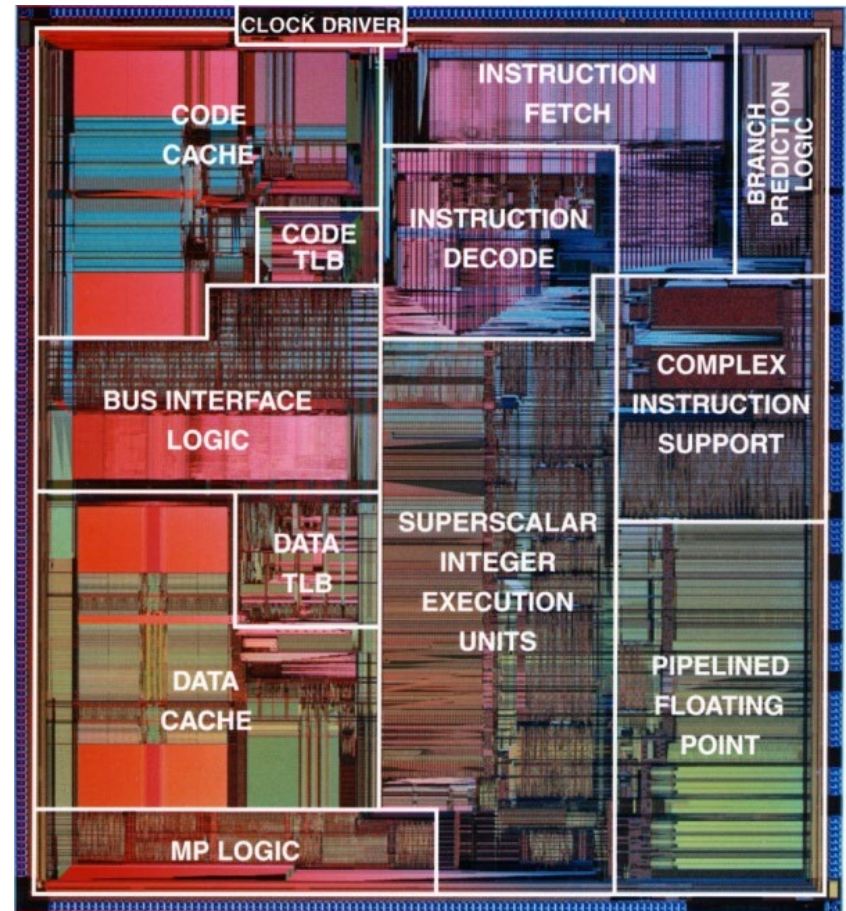 CLOCK DRIVER
CODE
CACHE
INSTRUCTION
FETCH
BRANCH
PREDICTION
LOGIC
CODE
TLB
INSTRUCTION
DECODE
BUS INTERFACE
LOGIC
COMPLEX
INSTRUCTION
SUPPORT
DATA
TLB
SUPERSCALAR
INTEGER
EXECUTION
UNITS
DATA
CACHE
PIPELINED
FLOATING
POINT
MP LOGIC